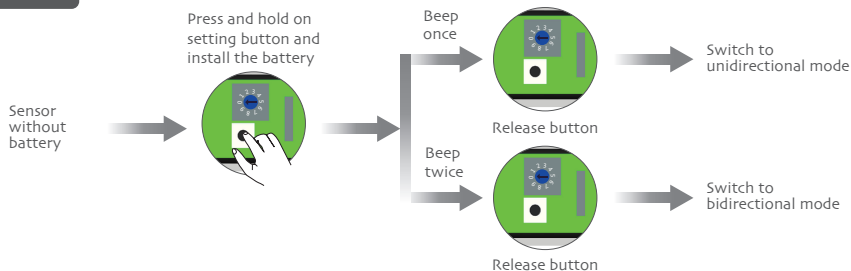 Sensor
without
battery
Press and hold on
setting button and
install the battery
Beep
once
Release button
Switch to
unidirectional mode
Beep
twice
Release button
Switch to
bidirectional mode